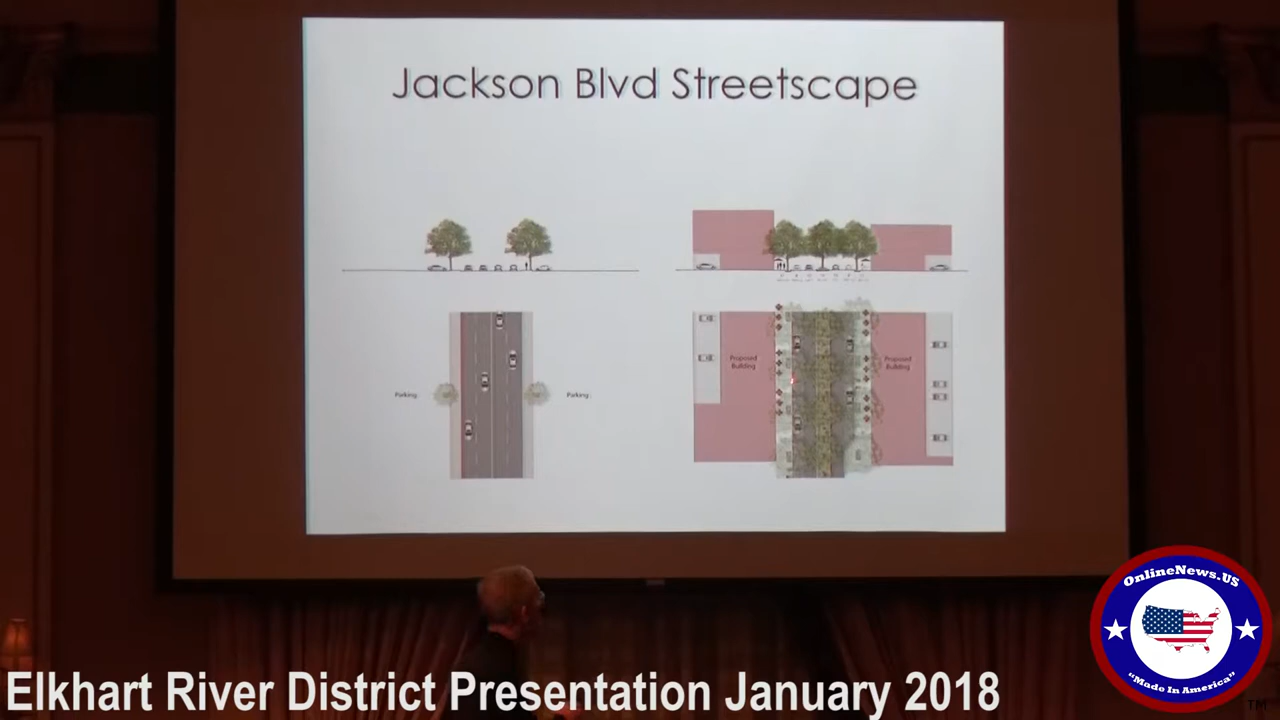 Jackson Blvd Streetscape
Parking
Parking
Proposed
Building
Proposed
Building
OnlineNews.US
"Made In America"
TM
Elkhart River District Presentation January 2018